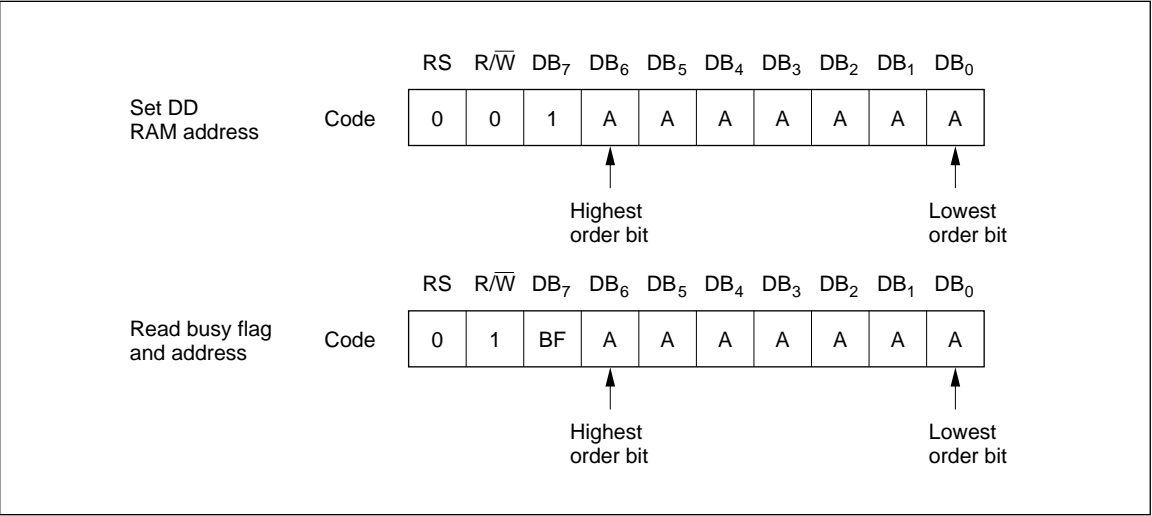 RS R/W̅ DB₇ DB₆ DB₅ DB₄ DB₃ DB₂ DB₁ DB₀
Set DD
RAM address
Code 0 0 1 A A A A A A A
Highest
order bit
Lowest
order bit
RS R/W̅ DB₇ DB₆ DB₅ DB₄ DB₃ DB₂ DB₁ DB₀
Read busy flag
and address
Code 0 1 BF A A A A A A A
Highest
order bit
Lowest
order bit